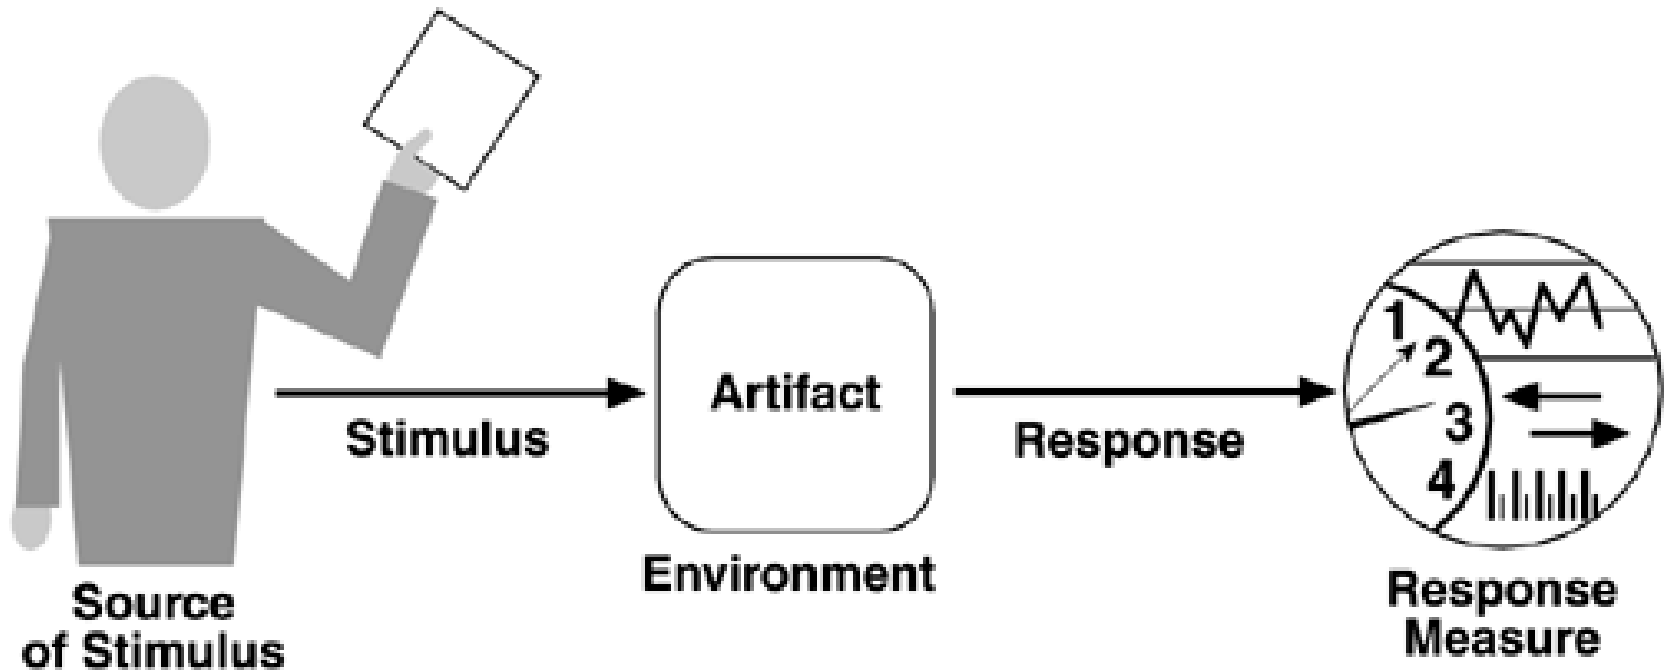 Source
of Stimulus
Stimulus
Artifact
Environment
Response
1
2
3
4
Response
Measure